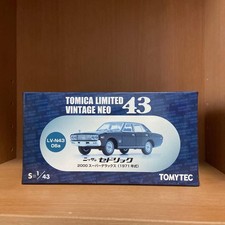 TOMICA LIMITED
VINTAGE NEO 43
LV-N43
08a
ニッサン セドリック
2000 スーパーデラックス (1971年式)
S=1/43
TOMYTEC